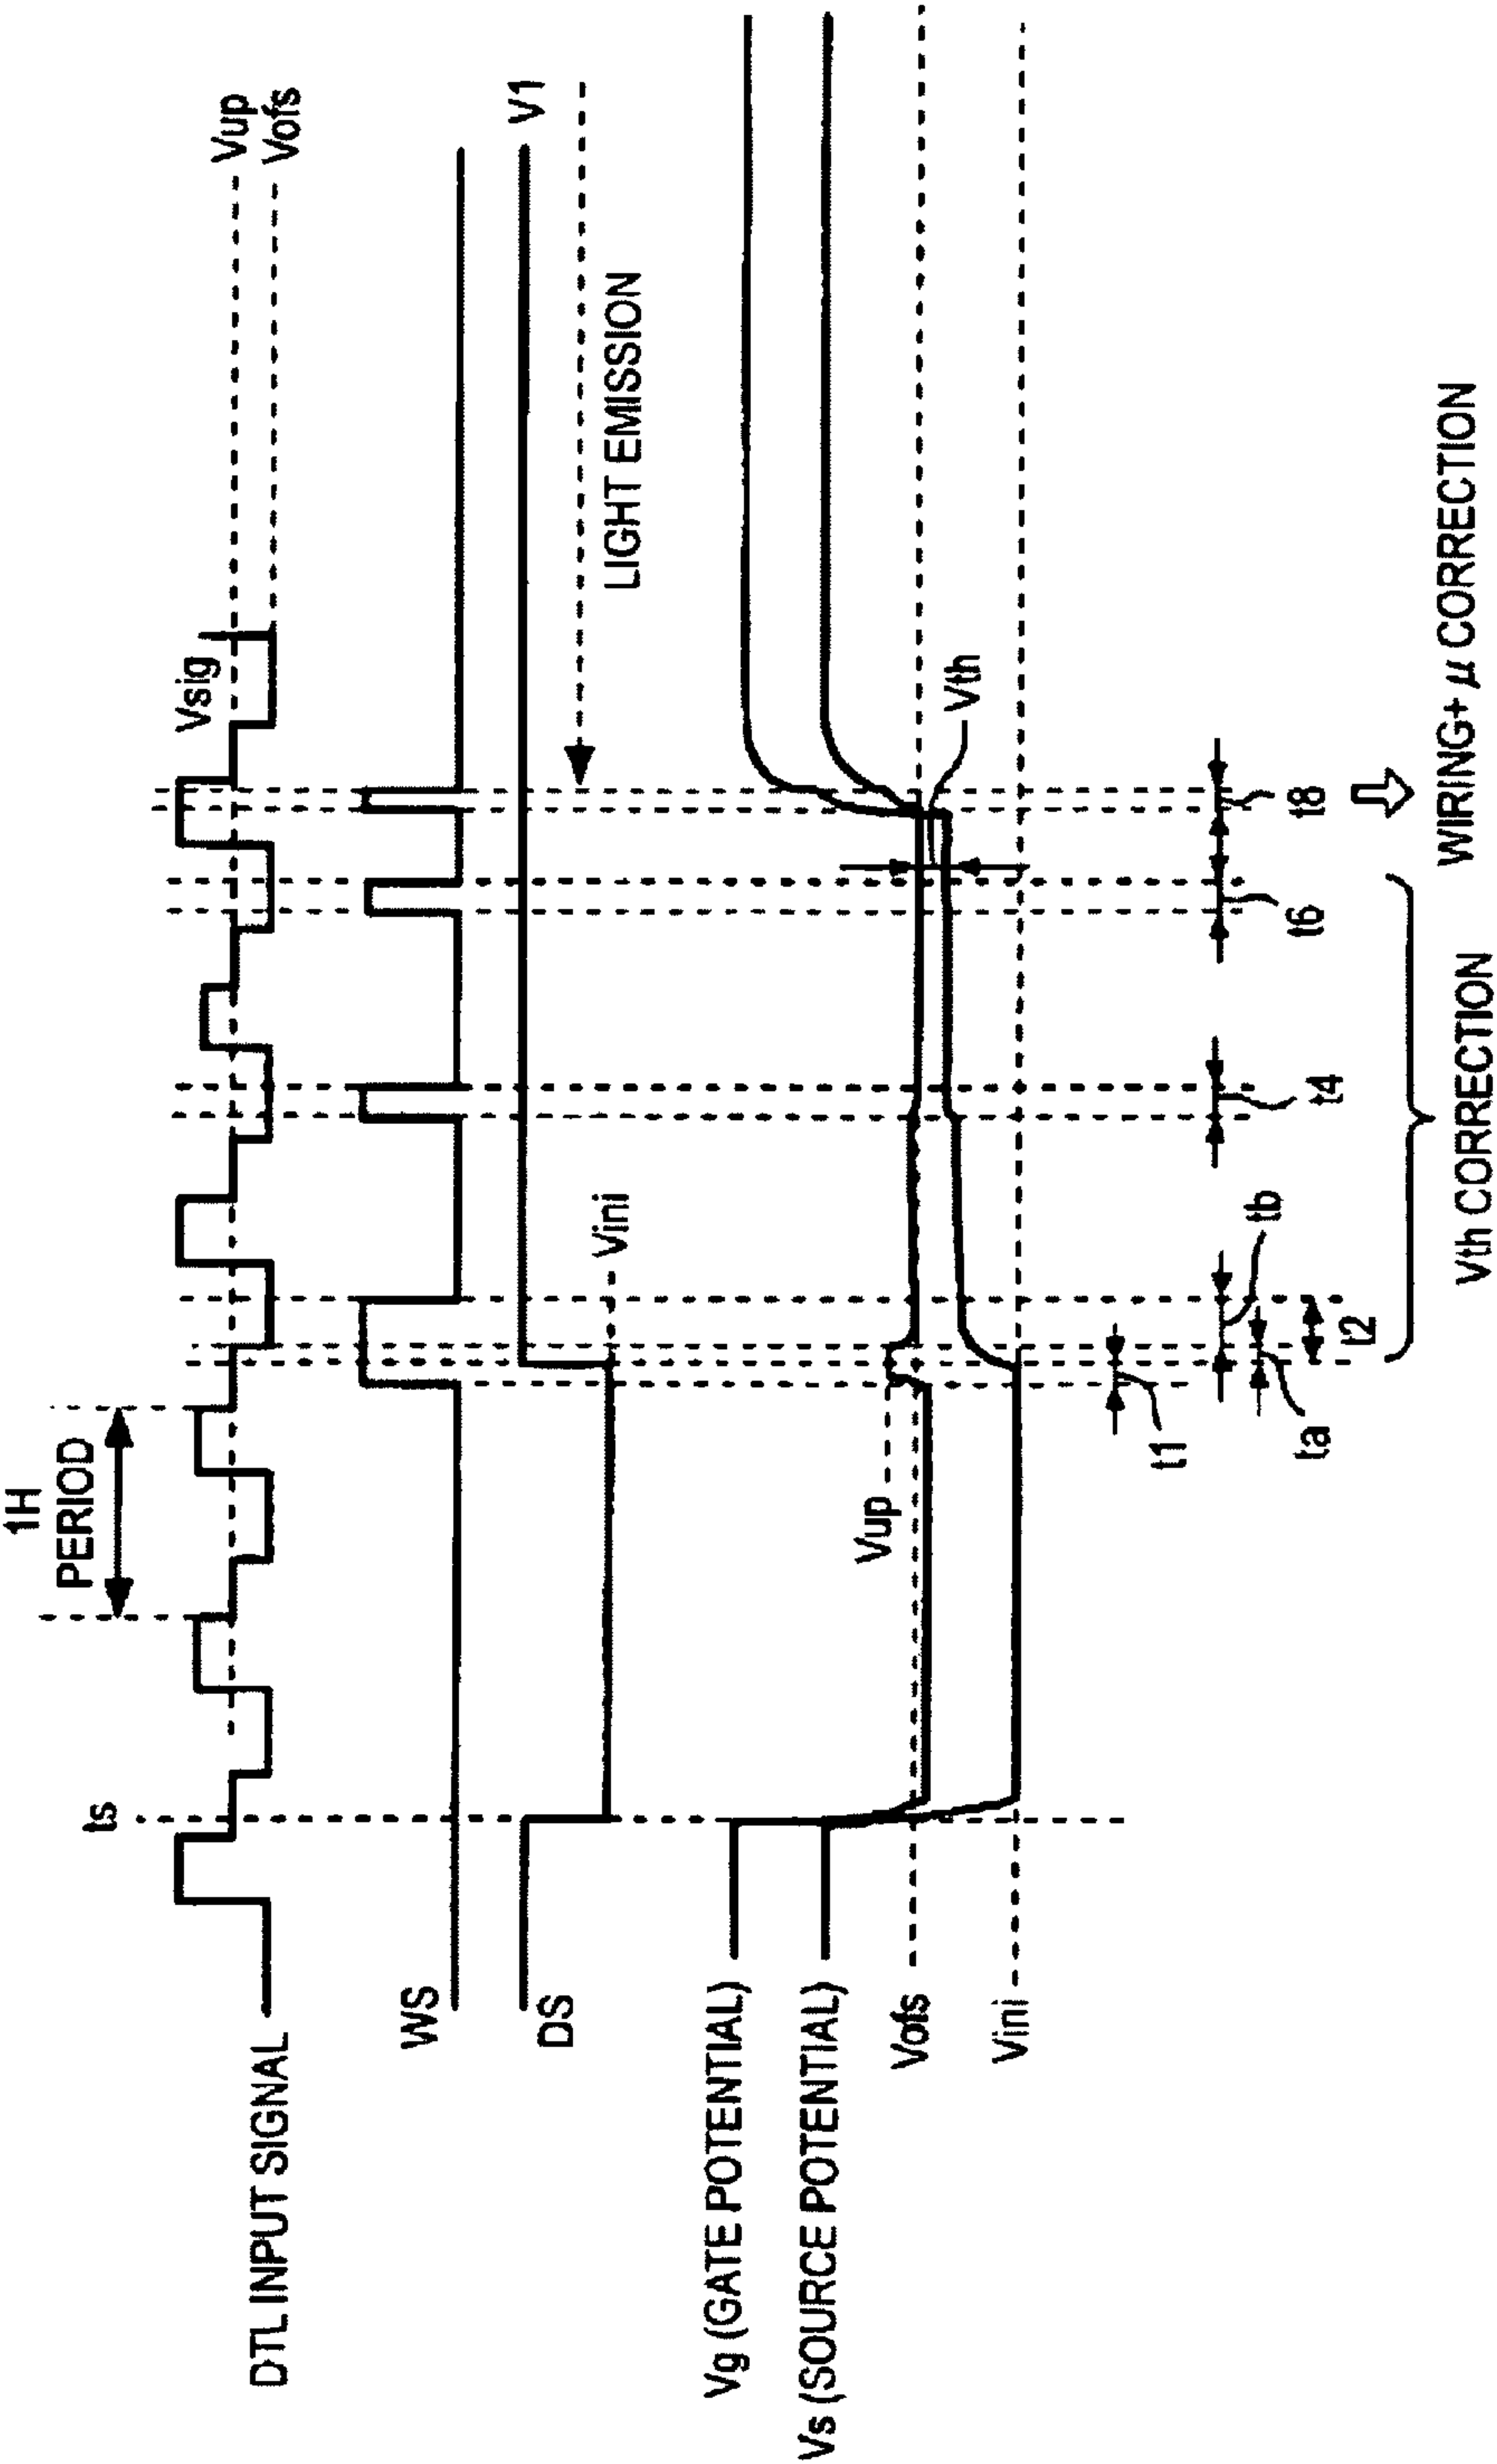 1H
PERIOD
ts
Vsig
Vup
Vofs
DTL INPUT SIGNAL
WS
V1
DS
Vini
LIGHT EMISSION
Vg (GATE POTENTIAL)
Vs (SOURCE POTENTIAL)
Vup
Vth
Vofs
Vini
t1
ta
tb
t2
t4
t6
t8
Vth CORRECTION
WIRING+ μ CORRECTION